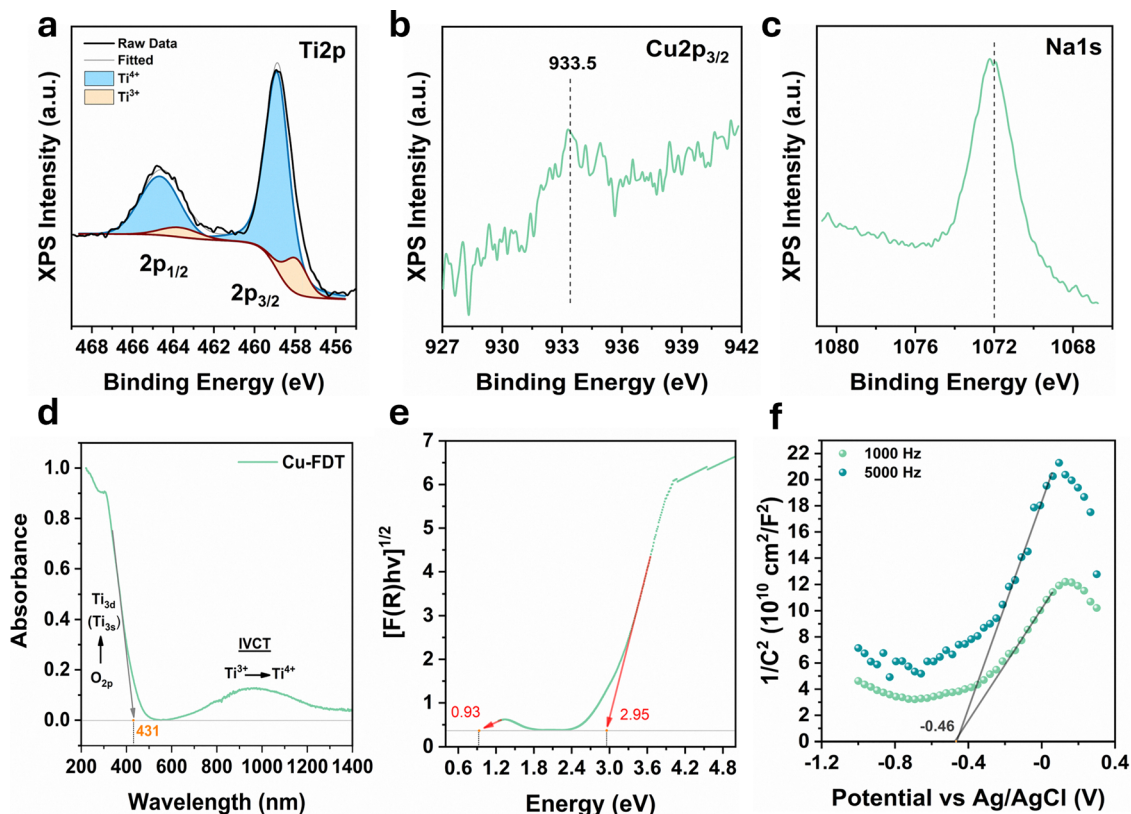 a
Raw Data
Fitted
Ti4+
Ti3+
Ti2p
2p1/2
2p3/2
XPS Intensity (a.u.)
468 466 464 462 460 458 456
Binding Energy (eV)
b
Cu2p3/2
933.5
XPS Intensity (a.u.)
927 930 933 936 939 942
Binding Energy (eV)
c
Na1s
XPS Intensity (a.u.)
1080 1076 1072 1068
Binding Energy (eV)
d
Cu-FDT
1.0
0.8
0.6
0.4
0.2
0.0
Absorbance
Ti3d
(Ti3s)
O2p
IVCT
Ti3+ Ti4+
431
200 400 600 800 1000 1200 1400
Wavelength (nm)
e
7
6
5
4
3
2
1
0
[F(R)hv]1/2
0.93
2.95
0.6 1.2 1.8 2.4 3.0 3.6 4.2 4.8
Energy (eV)
f
1000 Hz
5000 Hz
22
20
18
16
14
12
10
8
6
4
2
0
1/C2 (1010 cm2/F2)
-0.46
-1.2 -0.8 -0.4 -0 0.4
Potential vs Ag/AgCl (V)